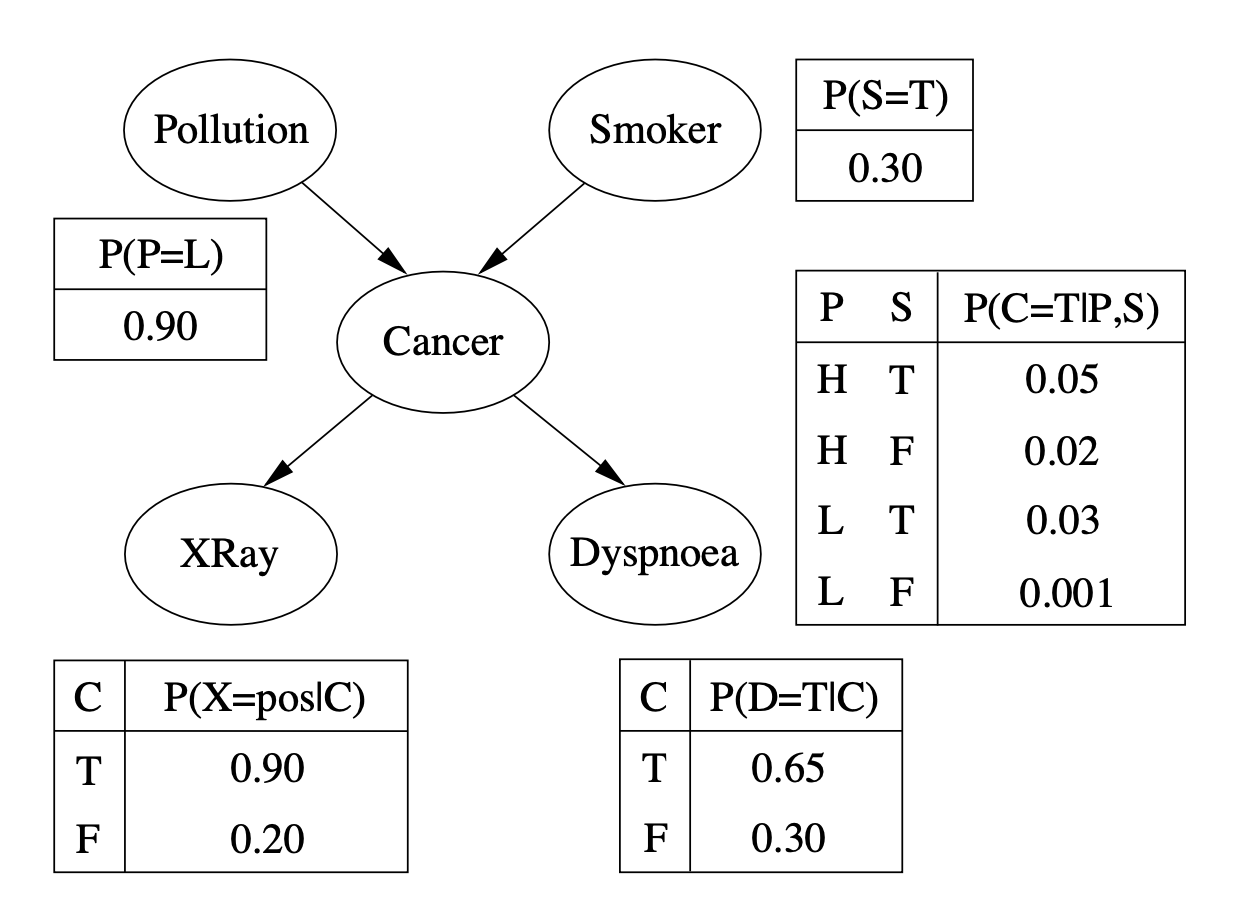 Pollution
Smoker
P(S=T)
0.30
P(P=L)
0.90
Cancer
P S P(C=T|P,S)
H T 0.05
H F 0.02
L T 0.03
L F 0.001
XRay
Dyspnoea
C P(X=pos|C)
T 0.90
F 0.20
C P(D=T|C)
T 0.65
F 0.30